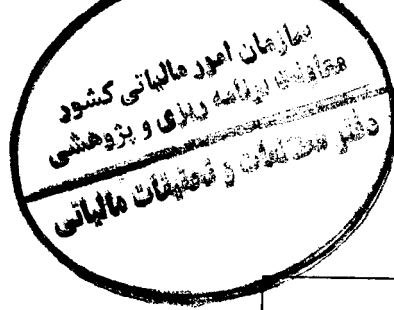 سازمان امور مالیاتی کشور
معاونت برنامه ریزی و پژوهشی
دفتر مطالعات و تحقیقات مالیاتی